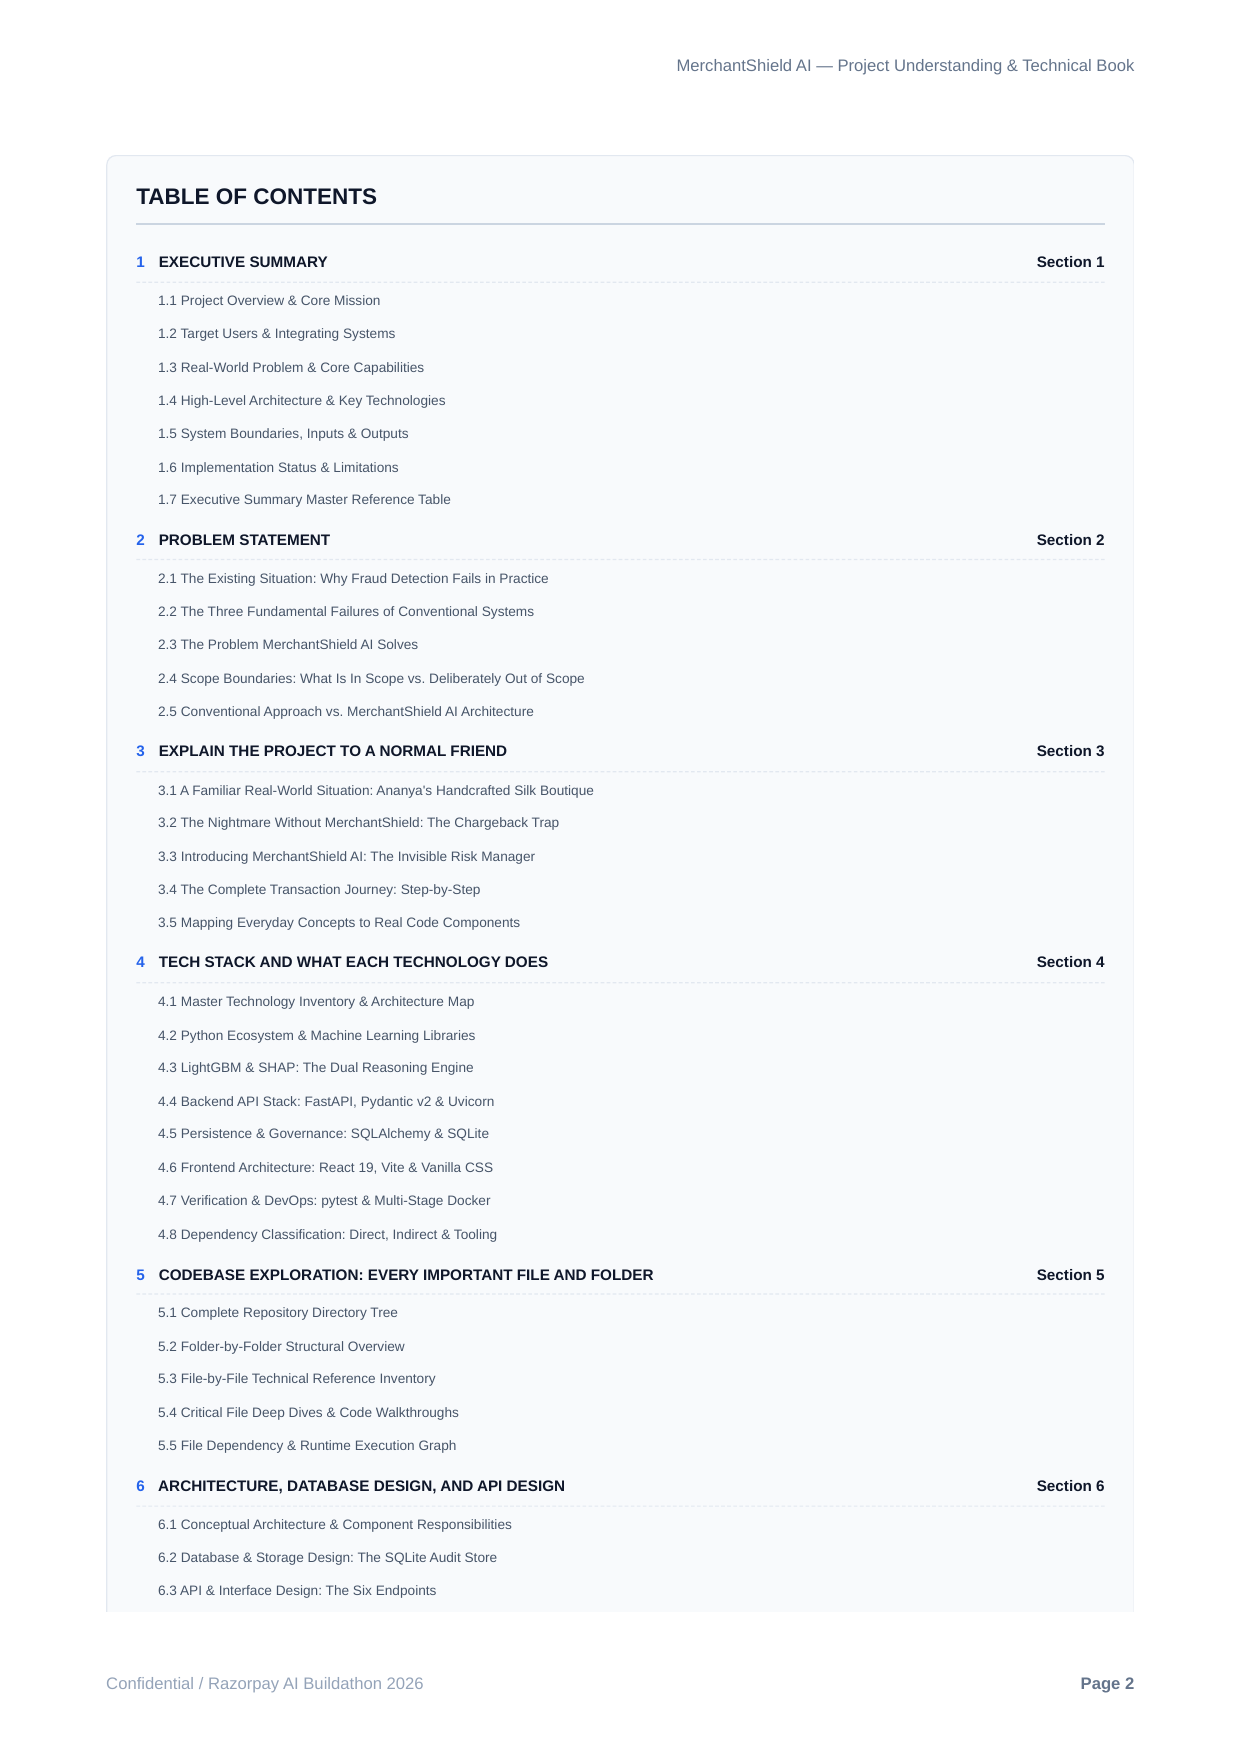 MerchantShield AI — Project Understanding & Technical Book
TABLE OF CONTENTS
1 EXECUTIVE SUMMARY Section 1
1.1 Project Overview & Core Mission
1.2 Target Users & Integrating Systems
1.3 Real-World Problem & Core Capabilities
1.4 High-Level Architecture & Key Technologies
1.5 System Boundaries, Inputs & Outputs
1.6 Implementation Status & Limitations
1.7 Executive Summary Master Reference Table
2 PROBLEM STATEMENT Section 2
2.1 The Existing Situation: Why Fraud Detection Fails in Practice
2.2 The Three Fundamental Failures of Conventional Systems
2.3 The Problem MerchantShield AI Solves
2.4 Scope Boundaries: What Is In Scope vs. Deliberately Out of Scope
2.5 Conventional Approach vs. MerchantShield AI Architecture
3 EXPLAIN THE PROJECT TO A NORMAL FRIEND Section 3
3.1 A Familiar Real-World Situation: Ananya's Handcrafted Silk Boutique
3.2 The Nightmare Without MerchantShield: The Chargeback Trap
3.3 Introducing MerchantShield AI: The Invisible Risk Manager
3.4 The Complete Transaction Journey: Step-by-Step
3.5 Mapping Everyday Concepts to Real Code Components
4 TECH STACK AND WHAT EACH TECHNOLOGY DOES Section 4
4.1 Master Technology Inventory & Architecture Map
4.2 Python Ecosystem & Machine Learning Libraries
4.3 LightGBM & SHAP: The Dual Reasoning Engine
4.4 Backend API Stack: FastAPI, Pydantic v2 & Uvicorn
4.5 Persistence & Governance: SQLAlchemy & SQLite
4.6 Frontend Architecture: React 19, Vite & Vanilla CSS
4.7 Verification & DevOps: pytest & Multi-Stage Docker
4.8 Dependency Classification: Direct, Indirect & Tooling
5 CODEBASE EXPLORATION: EVERY IMPORTANT FILE AND FOLDER Section 5
5.1 Complete Repository Directory Tree
5.2 Folder-by-Folder Structural Overview
5.3 File-by-File Technical Reference Inventory
5.4 Critical File Deep Dives & Code Walkthroughs
5.5 File Dependency & Runtime Execution Graph
6 ARCHITECTURE, DATABASE DESIGN, AND API DESIGN Section 6
6.1 Conceptual Architecture & Component Responsibilities
6.2 Database & Storage Design: The SQLite Audit Store
6.3 API & Interface Design: The Six Endpoints
Confidential / Razorpay AI Buildathon 2026 Page 2